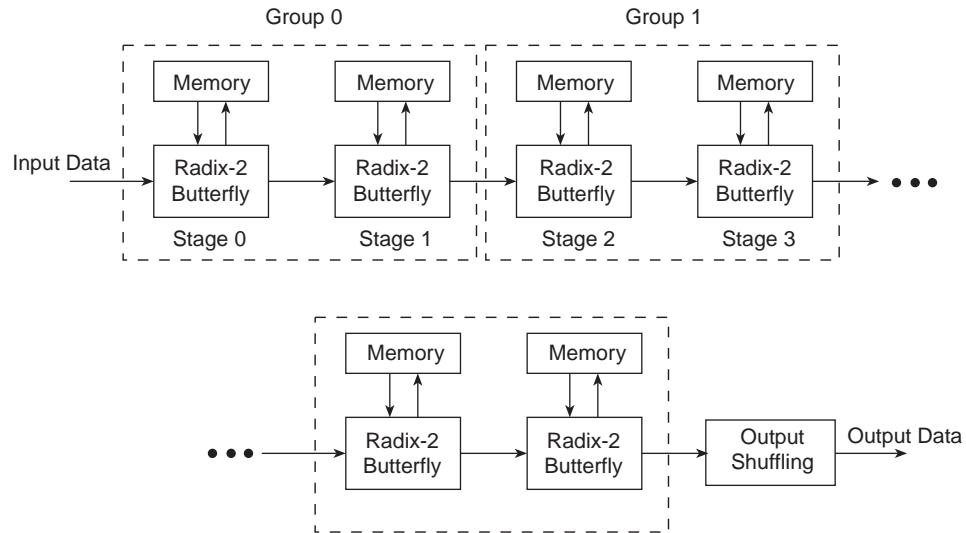 Group 0
Group 1
Memory
Memory
Memory
Memory
Input Data
Radix-2
Butterfly
Radix-2
Butterfly
Radix-2
Butterfly
Radix-2
Butterfly
Stage 0
Stage 1
Stage 2
Stage 3
Memory
Memory
Radix-2
Butterfly
Radix-2
Butterfly
Output
Shuffling
Output Data